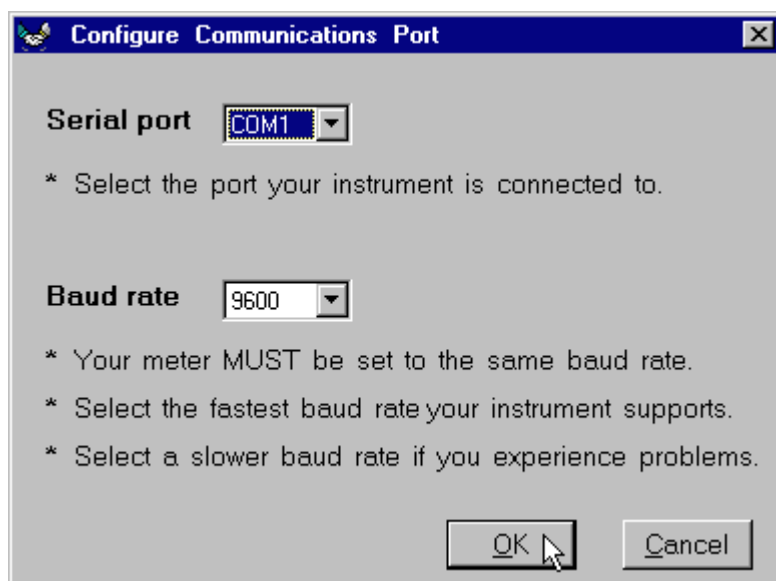 Configure Communications Port
Serial port COM1
* Select the port your instrument is connected to.
Baud rate 9600
* Your meter MUST be set to the same baud rate.
* Select the fastest baud rate your instrument supports.
* Select a slower baud rate if you experience problems.
OK Cancel